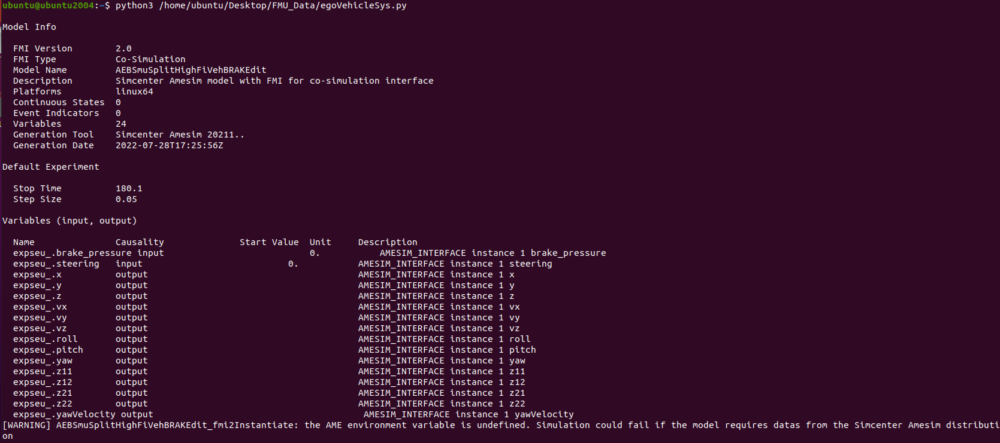 ubuntu@ubuntu2004:~$ python3 /home/ubuntu/Desktop/FMU_Data/egoVehicleSys.py
Model Info
FMI Version 2.0
FMI Type Co-Simulation
Model Name AEBSmuSplitHighFiVehBRAKEdit
Description Simcenter Amesim model with FMI for co-simulation interface
Platforms linux64
Continuous States 0
Event Indicators 0
Variables 24
Generation Tool Simcenter Amesim 20211..
Generation Date 2022-07-28T17:25:56Z
Default Experiment
Stop Time 180.1
Step Size 0.05
Variables (input, output)
Name Causality Start Value Unit Description
expseu_.brake_pressure input 0. AMESIM_INTERFACE instance 1 brake_pressure
expseu_.steering input 0. AMESIM_INTERFACE instance 1 steering
expseu_.x output AMESIM_INTERFACE instance 1 x
expseu_.y output AMESIM_INTERFACE instance 1 y
expseu_.z output AMESIM_INTERFACE instance 1 z
expseu_.vx output AMESIM_INTERFACE instance 1 vx
expseu_.vy output AMESIM_INTERFACE instance 1 vy
expseu_.vz output AMESIM_INTERFACE instance 1 vz
expseu_.roll output AMESIM_INTERFACE instance 1 roll
expseu_.pitch output AMESIM_INTERFACE instance 1 pitch
expseu_.yaw output AMESIM_INTERFACE instance 1 yaw
expseu_.z11 output AMESIM_INTERFACE instance 1 z11
expseu_.z12 output AMESIM_INTERFACE instance 1 z12
expseu_.z21 output AMESIM_INTERFACE instance 1 z21
expseu_.z22 output AMESIM_INTERFACE instance 1 z22
expseu_.yawVelocity output AMESIM_INTERFACE instance 1 yawVelocity
[WARNING] AEBSmuSplitHighFiVehBRAKEdit_fmi2Instantiate: the AME environment variable is undefined. Simulation could fail if the model requires datas from the Simcenter Amesim distributi
on